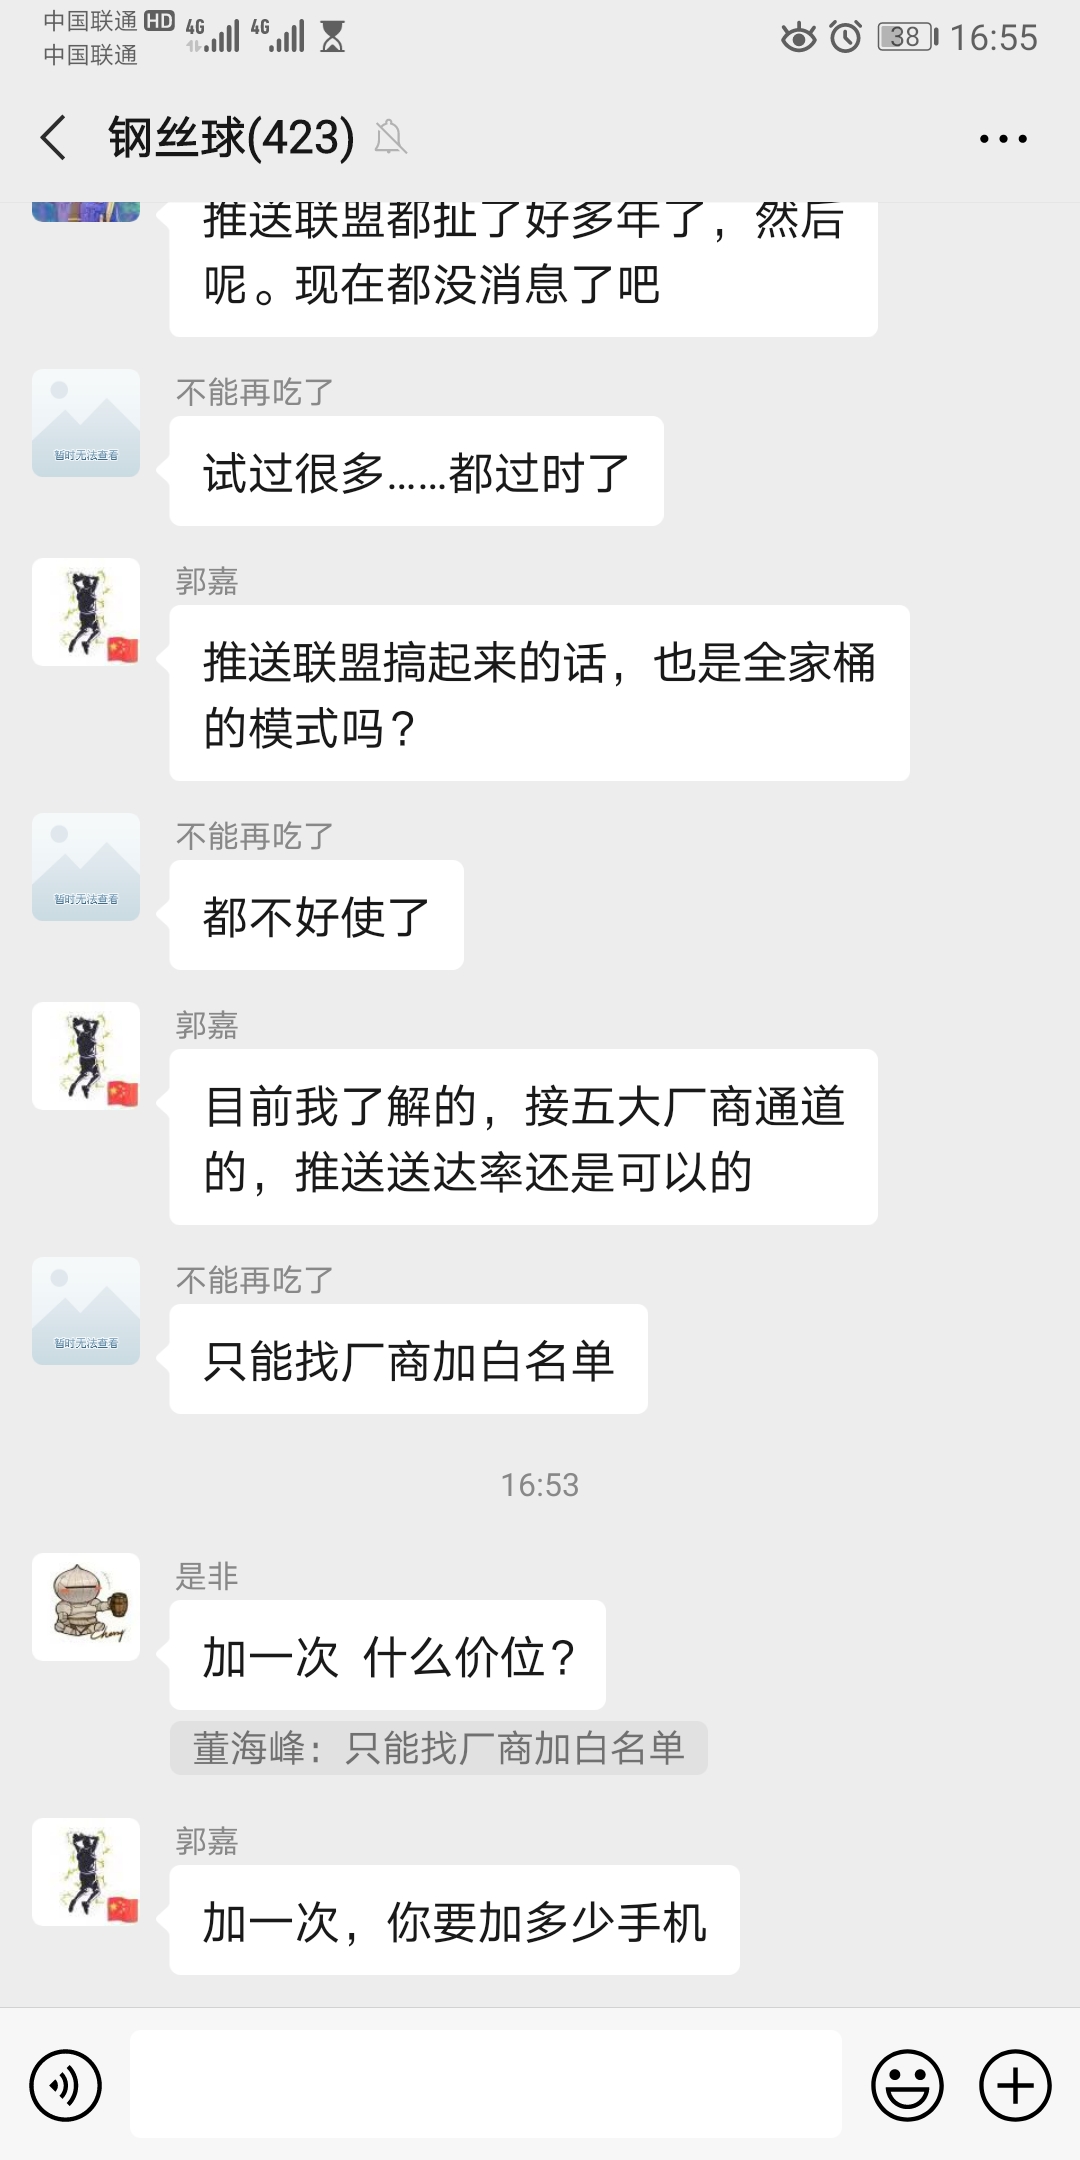 中国联通 HD 4G 4G 38 16:55
中国联通
钢丝球(423)
推送联盟都扯了好多年了，然后
呢。现在都没消息了吧
不能再吃了
暂时无法查看
试过很多……都过时了
郭嘉
推送联盟搞起来的话，也是全家桶
的模式吗？
不能再吃了
暂时无法查看
都不好使了
郭嘉
目前我了解的，接五大厂商通道
的，推送送达率还是可以的
不能再吃了
暂时无法查看
只能找厂商加白名单
16:53
是非
Cherry
加一次 什么价位？
董海峰：只能找厂商加白名单
郭嘉
加一次，你要加多少手机